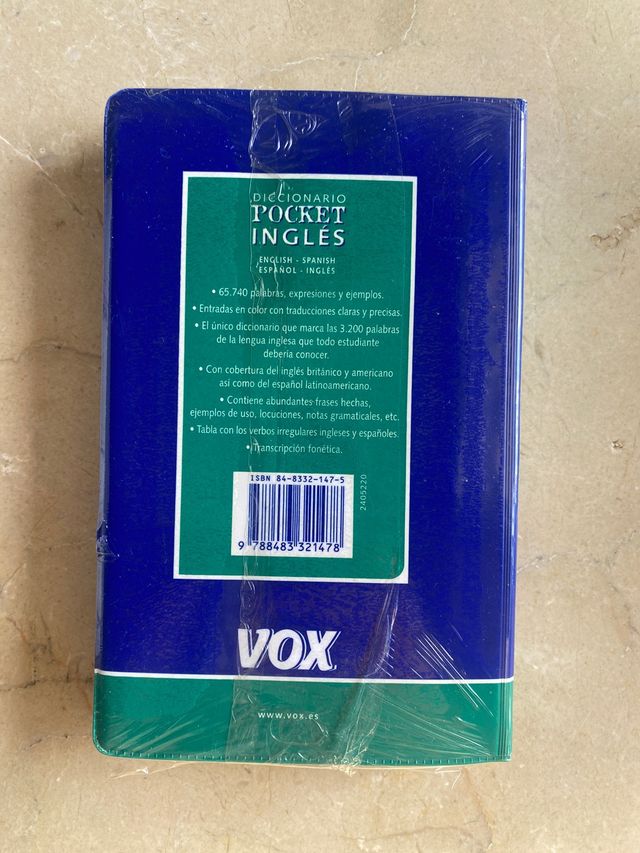 DICCIONARIO
POCKET
INGLÉS
ENGLISH - SPANISH
ESPAÑOL - INGLÉS
• 65.740 palabras, expresiones y ejemplos.
• Entradas en color con traducciones claras y precisas.
• El único diccionario que marca las 3.200 palabras
de la lengua inglesa que todo estudiante
debería conocer.
• Con cobertura del inglés británico y americano
así como del español latinoamericano.
• Contiene abundantes frases hechas,
ejemplos de uso, locuciones, notas gramaticales, etc.
• Tabla con los verbos irregulares ingleses y españoles.
• Transcripción fonética.
ISBN 84-8332-147-5
9 788483 321478
2405220
VOX
www.vox.es